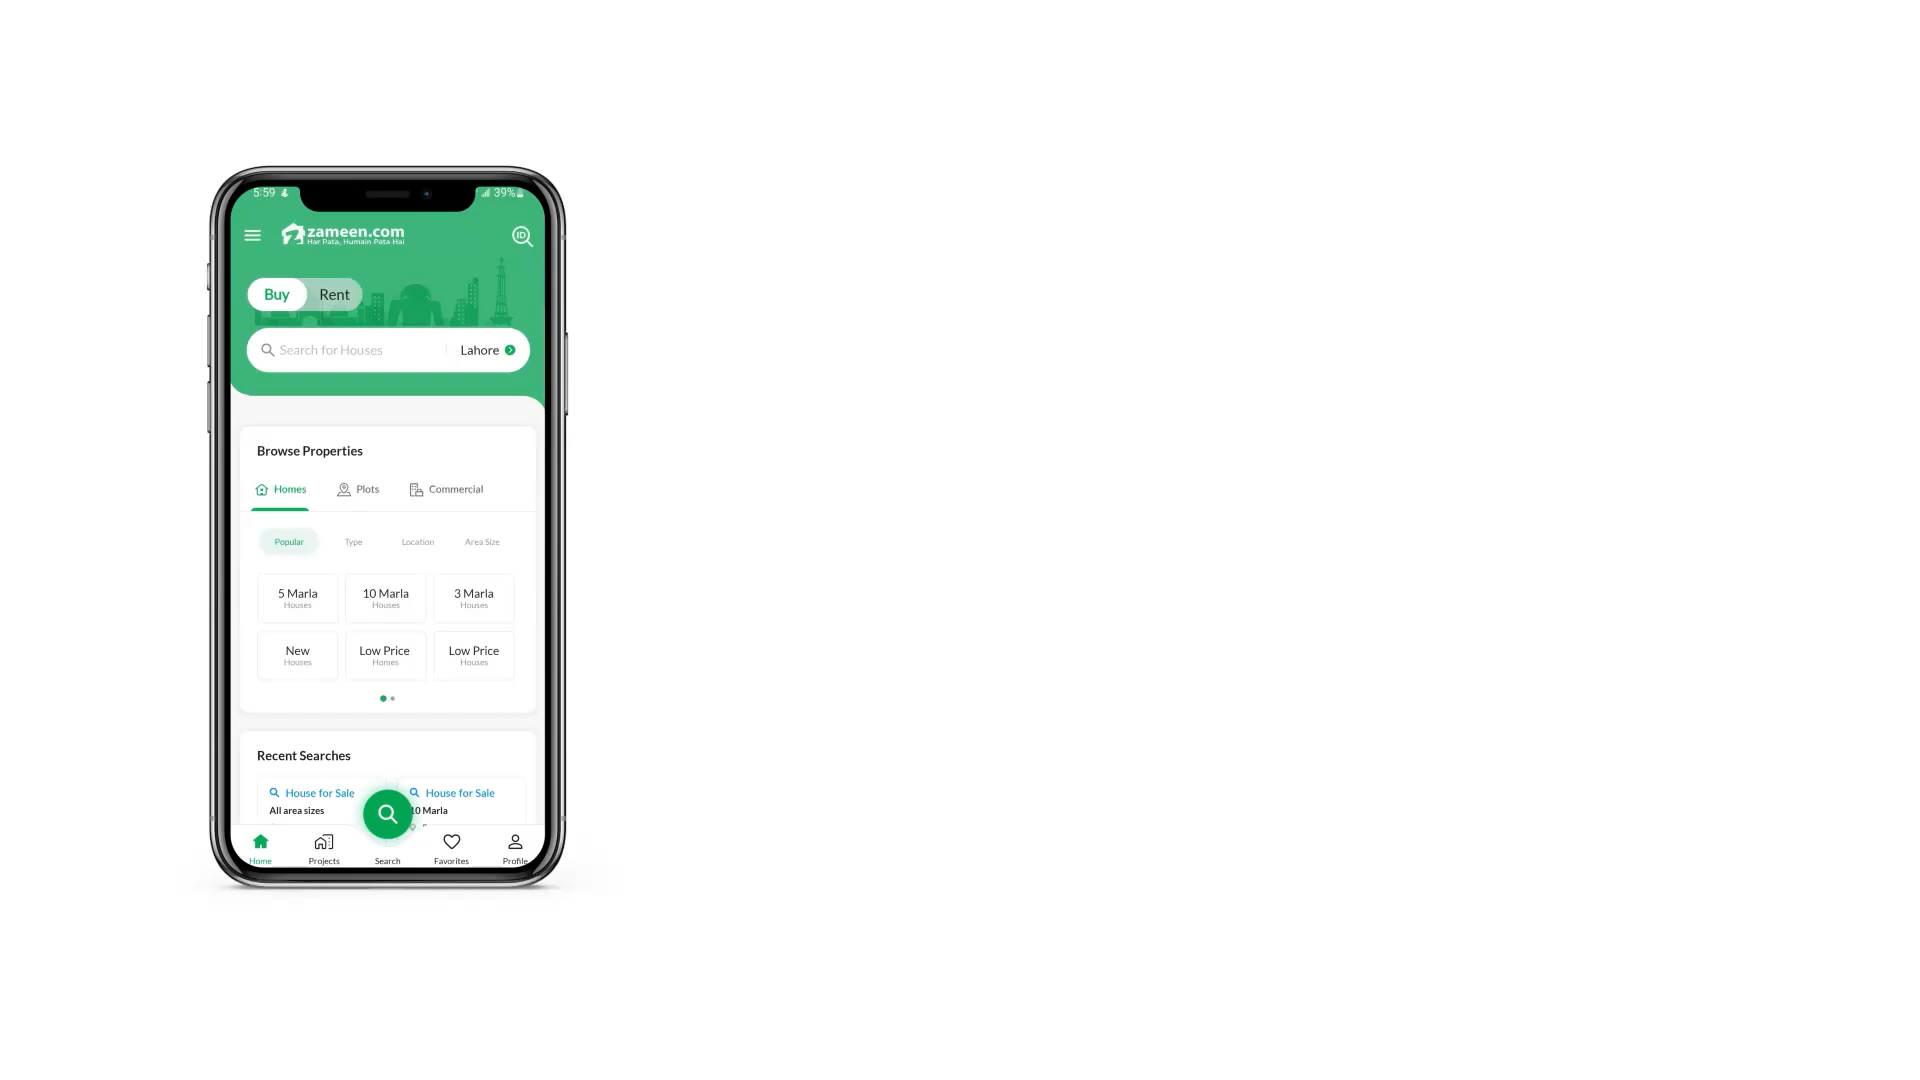 5:59
39%
zameen.com
Har Pata, Humain Pata Hai
ID
Buy Rent
Search for Houses Lahore
Browse Properties
Homes Plots Commercial
Popular Type Location Area Size
5 Marla 10 Marla 3 Marla
Houses Houses Houses
New Low Price Low Price
Houses Homes Houses
Recent Searches
House for Sale House for Sale
All area sizes 10 Marla
Home Projects Search Favorites Profile